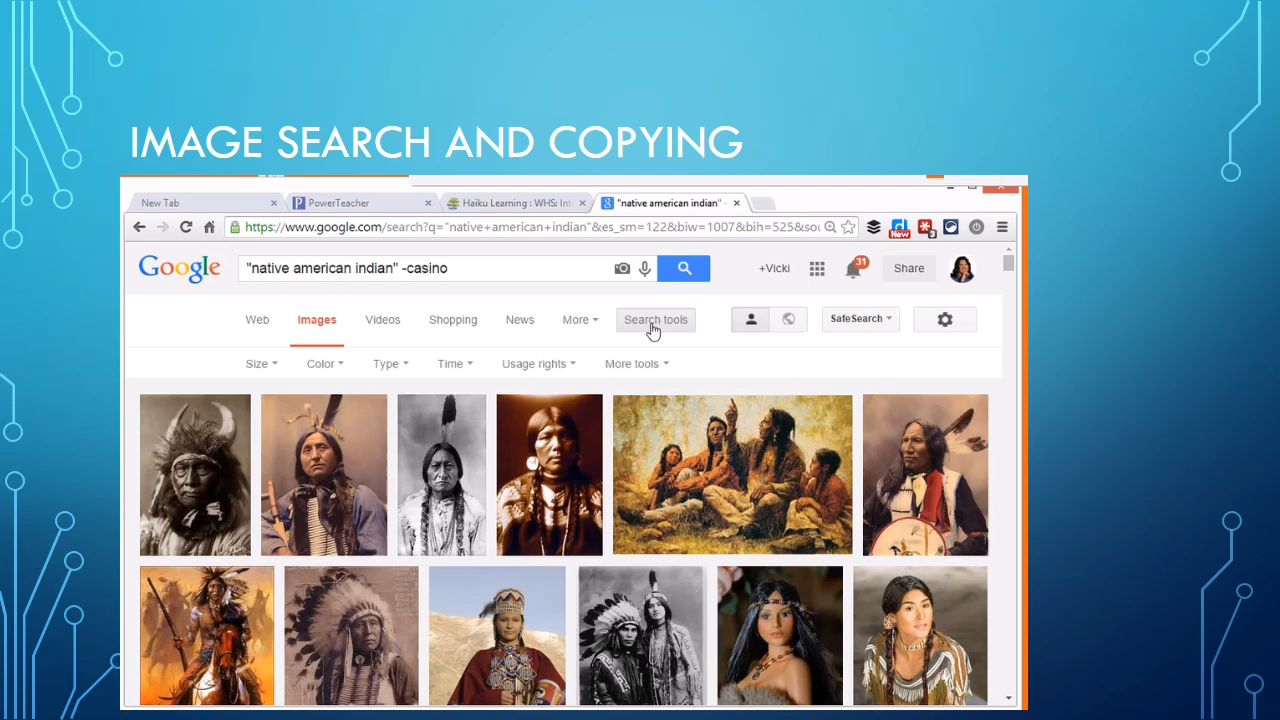 IMAGE SEARCH AND COPYING
New Tab
PowerTeacher
Haiku Learning : WHS: Int
"native american indian" -
https://www.google.com/search?q="native+american+indian"&es_sm=122&biw=1007&bih=525&sou
New
3
Google
"native american indian" -casino
+Vicki
31
Share
Web
Images
Videos
Shopping
News
More
Search tools
SafeSearch
Size
Color
Type
Time
Usage rights
More tools